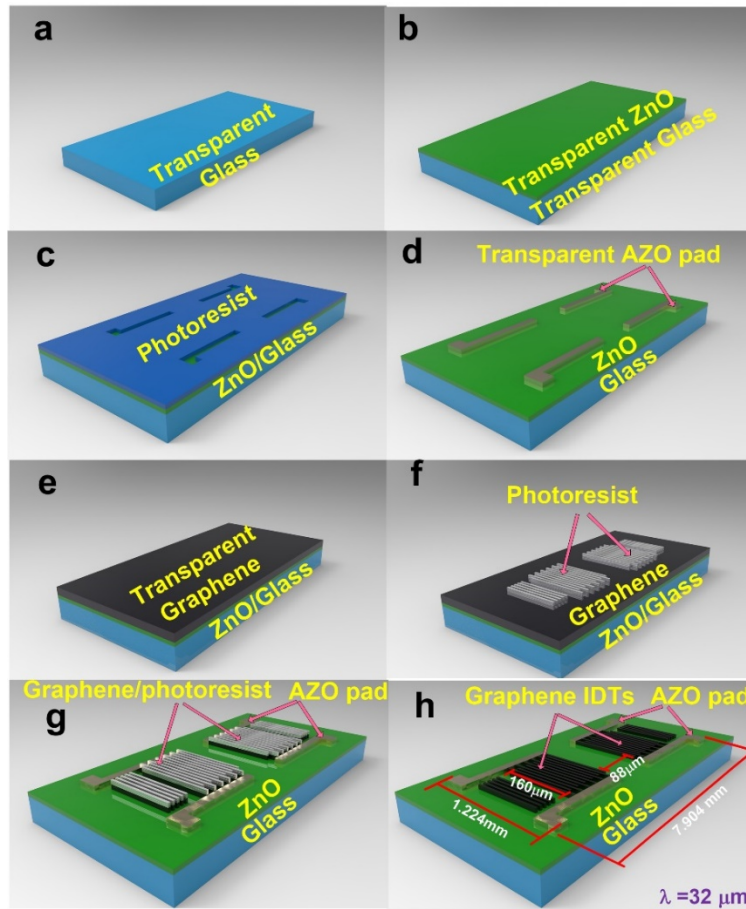 a
Transparent
Glass
b
Transparent ZnO
Transparent Glass
c
Photoresist
ZnO/Glass
d
Transparent AZO pad
ZnO
Glass
e
Transparent
Graphene
ZnO/Glass
f
Photoresist
Graphene
ZnO/Glass
g
Graphene/photoresist
AZO pad
ZnO
Glass
h
Graphene IDTs
AZO pad
160μm
88μm
1.224mm
7.904 mm
ZnO
Glass
λ =32 μm